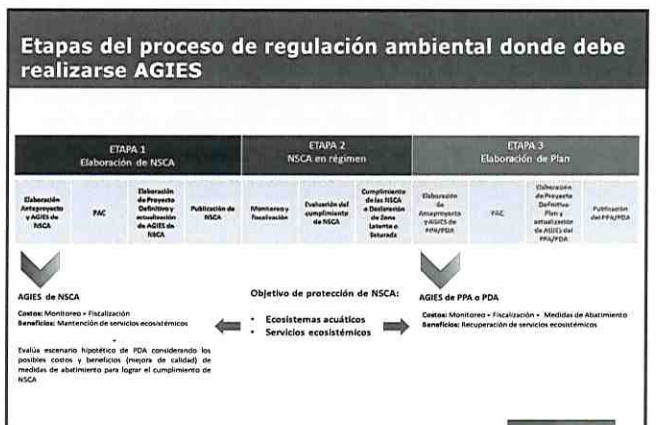 Etapas del proceso de regulación ambiental donde debe
realizarse AGIES
ETAPA 1
Elaboración de NSCA
ETAPA 2
NSCA en régimen
ETAPA 3
Elaboración de Plan
Elaboración
Anteproyecto
y AGIES de
NSCA
PAC
Elaboración
de Proyecto
Definitivo y
actualización
de AGIES de
NSCA
Publicación de
NSCA
Monitoreo y
fiscalización
Evaluación del
cumplimiento
de NSCA
Cumplimiento
de las NSCA
o Declaración
de Zona
Latente o
Saturada
Elaboración
de
Anteproyecto
y AGIES de
PPA/PDA
PAC
Elaboración
de Proyecto
Definitivo
Plan y
actualización
de AGIES del
PPA/PDA
Publicación
del PPA/PDA
AGIES de NSCA
Costos: Monitoreo + Fiscalización
Beneficios: Mantención de servicios ecosistémicos
+
Evalúa escenario hipotético de PDA considerando los
posibles costos y beneficios (mejora de calidad) de
medidas de abatimiento para lograr el cumplimiento de
NSCA
Objetivo de protección de NSCA:
• Ecosistemas acuáticos
• Servicios ecosistémicos
AGIES de PPA o PDA
Costos: Monitoreo + Fiscalización + Medidas de Abatimiento
Beneficios: Recuperación de servicios ecosistémicos